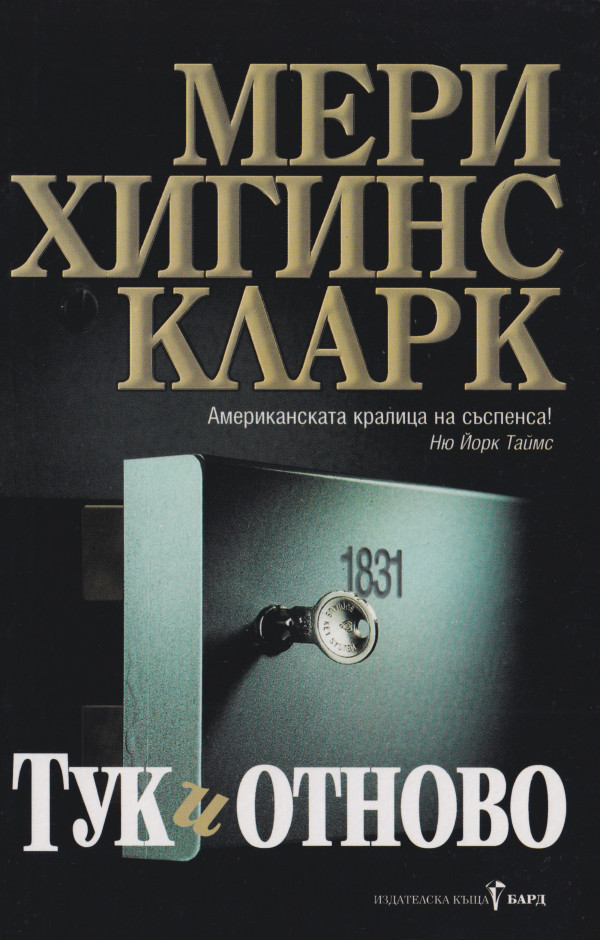 МЕРИ
ХИГИНС
КЛАРК
Американската кралица на съспенса!
Ню Йорк Таймс
1831
ТУК и ОТНОВО
ИЗДАТЕЛСКА КЪЩА БАРД